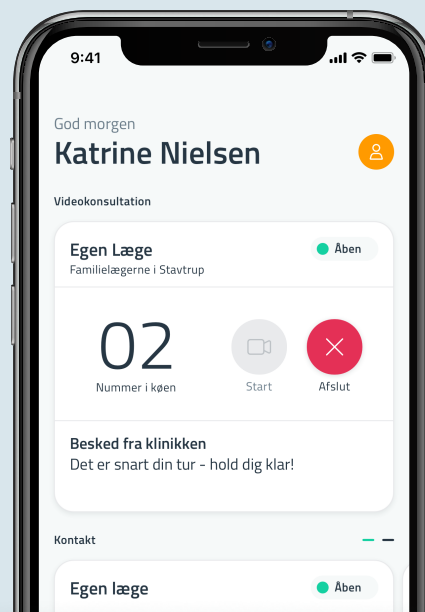 9:41
God morgen
Katrine Nielsen
Videokonsultation
Egen Læge
Åben
Familielægerne i Stavtrup
02
Nummer i køen
Start
Afslut
Besked fra klinikken
Det er snart din tur - hold dig klar!
Kontakt
Egen læge
Åben